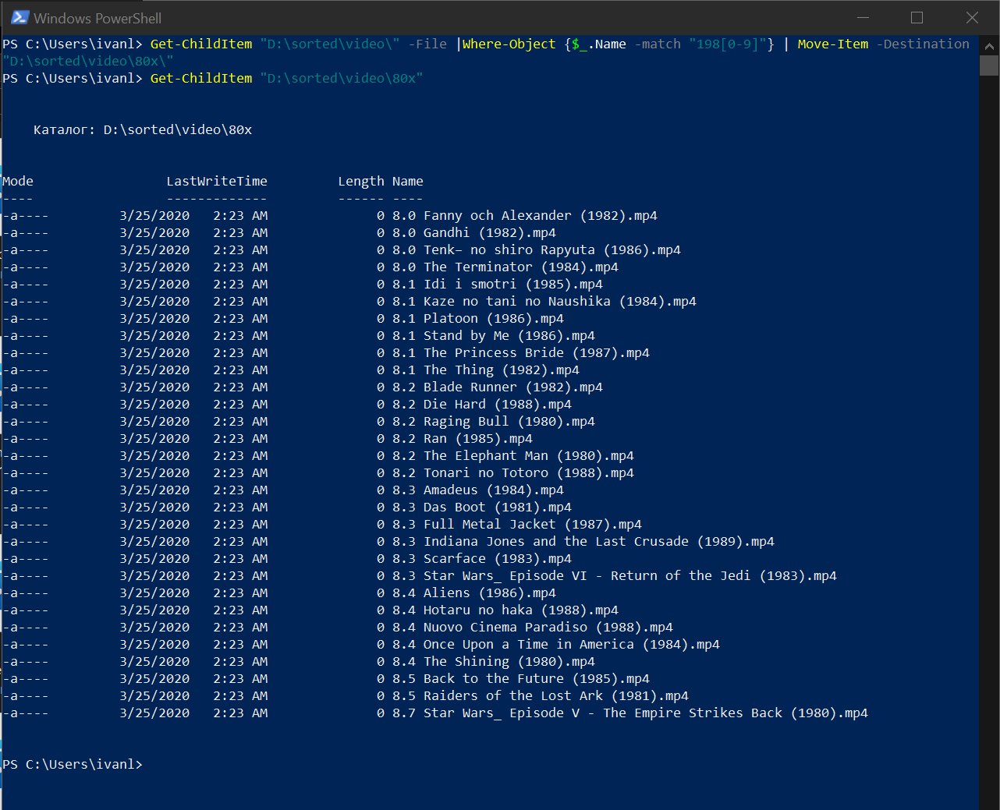 Windows PowerShell
PS C:\Users\ivanl> Get-ChildItem "D:\sorted\video\" -File |Where-Object {$_.Name -match "198[0-9]"} | Move-Item -Destination
"D:\sorted\video\80x\"
PS C:\Users\ivanl> Get-ChildItem "D:\sorted\video\80x"
Каталог: D:\sorted\video\80x
Mode                 LastWriteTime         Length Name
----                 -------------         ------ ----
-a----         3/25/2020   2:23 AM              0 8.0 Fanny och Alexander (1982).mp4
-a----         3/25/2020   2:23 AM              0 8.0 Gandhi (1982).mp4
-a----         3/25/2020   2:23 AM              0 8.0 Tenk– no shiro Rapyuta (1986).mp4
-a----         3/25/2020   2:23 AM              0 8.0 The Terminator (1984).mp4
-a----         3/25/2020   2:23 AM              0 8.1 Idi i smotri (1985).mp4
-a----         3/25/2020   2:23 AM              0 8.1 Kaze no tani no Naushika (1984).mp4
-a----         3/25/2020   2:23 AM              0 8.1 Platoon (1986).mp4
-a----         3/25/2020   2:23 AM              0 8.1 Stand by Me (1986).mp4
-a----         3/25/2020   2:23 AM              0 8.1 The Princess Bride (1987).mp4
-a----         3/25/2020   2:23 AM              0 8.1 The Thing (1982).mp4
-a----         3/25/2020   2:23 AM              0 8.2 Blade Runner (1982).mp4
-a----         3/25/2020   2:23 AM              0 8.2 Die Hard (1988).mp4
-a----         3/25/2020   2:23 AM              0 8.2 Raging Bull (1980).mp4
-a----         3/25/2020   2:23 AM              0 8.2 Ran (1985).mp4
-a----         3/25/2020   2:23 AM              0 8.2 The Elephant Man (1980).mp4
-a----         3/25/2020   2:23 AM              0 8.2 Tonari no Totoro (1988).mp4
-a----         3/25/2020   2:23 AM              0 8.3 Amadeus (1984).mp4
-a----         3/25/2020   2:23 AM              0 8.3 Das Boot (1981).mp4
-a----         3/25/2020   2:23 AM              0 8.3 Full Metal Jacket (1987).mp4
-a----         3/25/2020   2:23 AM              0 8.3 Indiana Jones and the Last Crusade (1989).mp4
-a----         3/25/2020   2:23 AM              0 8.3 Scarface (1983).mp4
-a----         3/25/2020   2:23 AM              0 8.3 Star Wars_ Episode VI - Return of the Jedi (1983).mp4
-a----         3/25/2020   2:23 AM              0 8.4 Aliens (1986).mp4
-a----         3/25/2020   2:23 AM              0 8.4 Hotaru no haka (1988).mp4
-a----         3/25/2020   2:23 AM              0 8.4 Nuovo Cinema Paradiso (1988).mp4
-a----         3/25/2020   2:23 AM              0 8.4 Once Upon a Time in America (1984).mp4
-a----         3/25/2020   2:23 AM              0 8.4 The Shining (1980).mp4
-a----         3/25/2020   2:23 AM              0 8.5 Back to the Future (1985).mp4
-a----         3/25/2020   2:23 AM              0 8.5 Raiders of the Lost Ark (1981).mp4
-a----         3/25/2020   2:23 AM              0 8.7 Star Wars_ Episode V - The Empire Strikes Back (1980).mp4
PS C:\Users\ivanl>